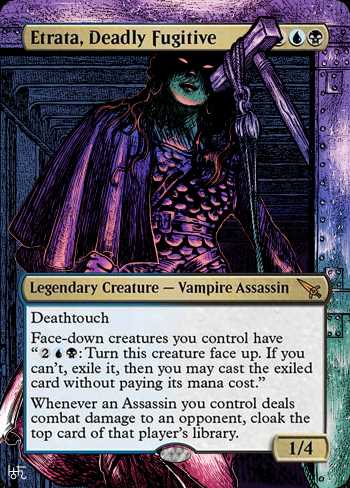 Etrata, Deadly Fugitive
Legendary Creature — Vampire Assassin
Deathtouch
Face-down creatures you control have
“2UB: Turn this creature face up. If you
can’t, exile it, then you may cast the exiled
card without paying its mana cost.”
Whenever an Assassin you control deals
combat damage to an opponent, cloak the
top card of that player’s library.
1/4